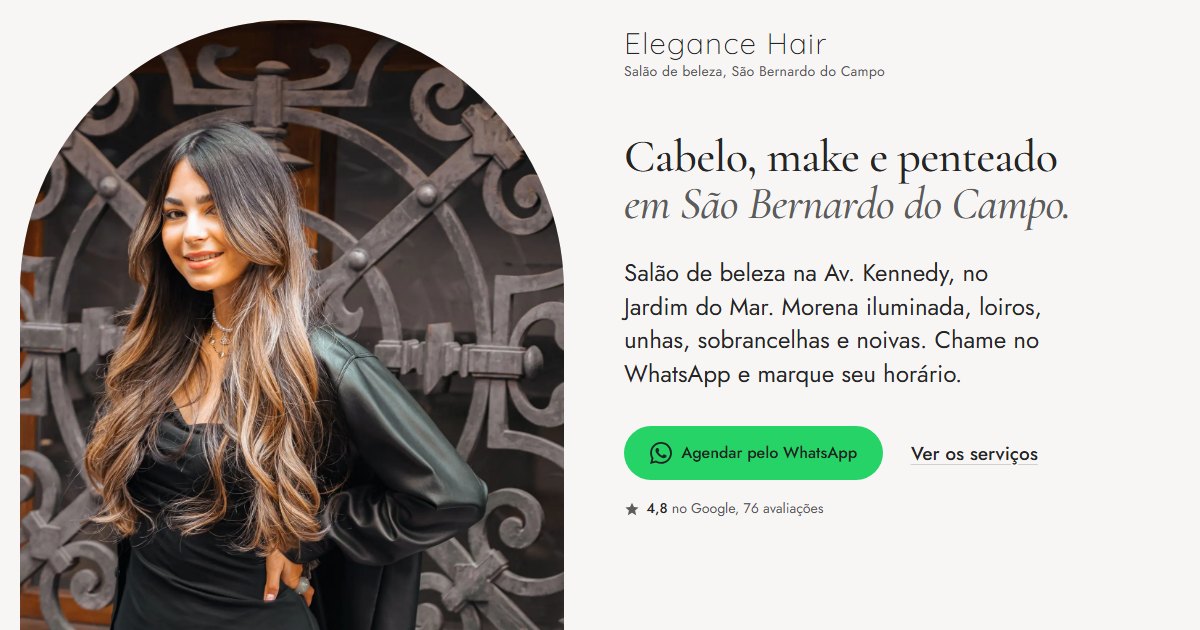 Elegance Hair
Salão de beleza, São Bernardo do Campo
Cabelo, make e penteado
em São Bernardo do Campo.
Salão de beleza na Av. Kennedy, no
Jardim do Mar. Morena iluminada, loiros,
unhas, sobrancelhas e noivas. Chame no
WhatsApp e marque seu horário.
Agendar pelo WhatsApp
Ver os serviços
4,8 no Google, 76 avaliações